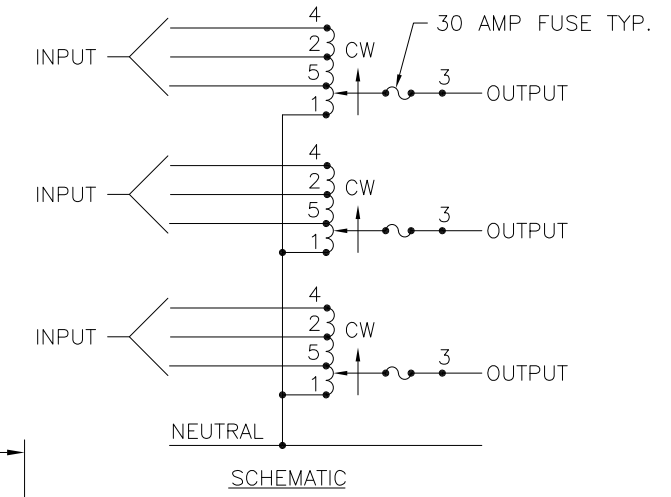 30 AMP FUSE TYP.
4
2
CW
INPUT
5
3
OUTPUT
1
4
2
CW
INPUT
5
3
OUTPUT
1
4
2
CW
INPUT
5
3
OUTPUT
1
NEUTRAL
SCHEMATIC